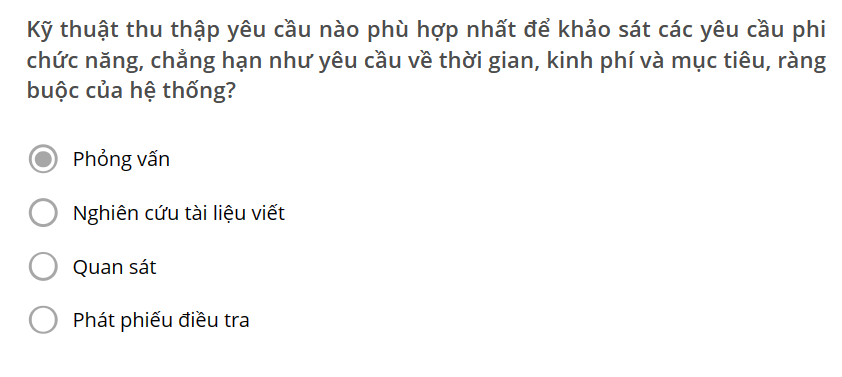 Kỹ thuật thu thập yêu cầu nào phù hợp nhất để khảo sát các yêu cầu phi
chức năng, chẳng hạn như yêu cầu về thời gian, kinh phí và mục tiêu, ràng
buộc của hệ thống?
Phỏng vấn
Nghiên cứu tài liệu viết
Quan sát
Phát phiếu điều tra